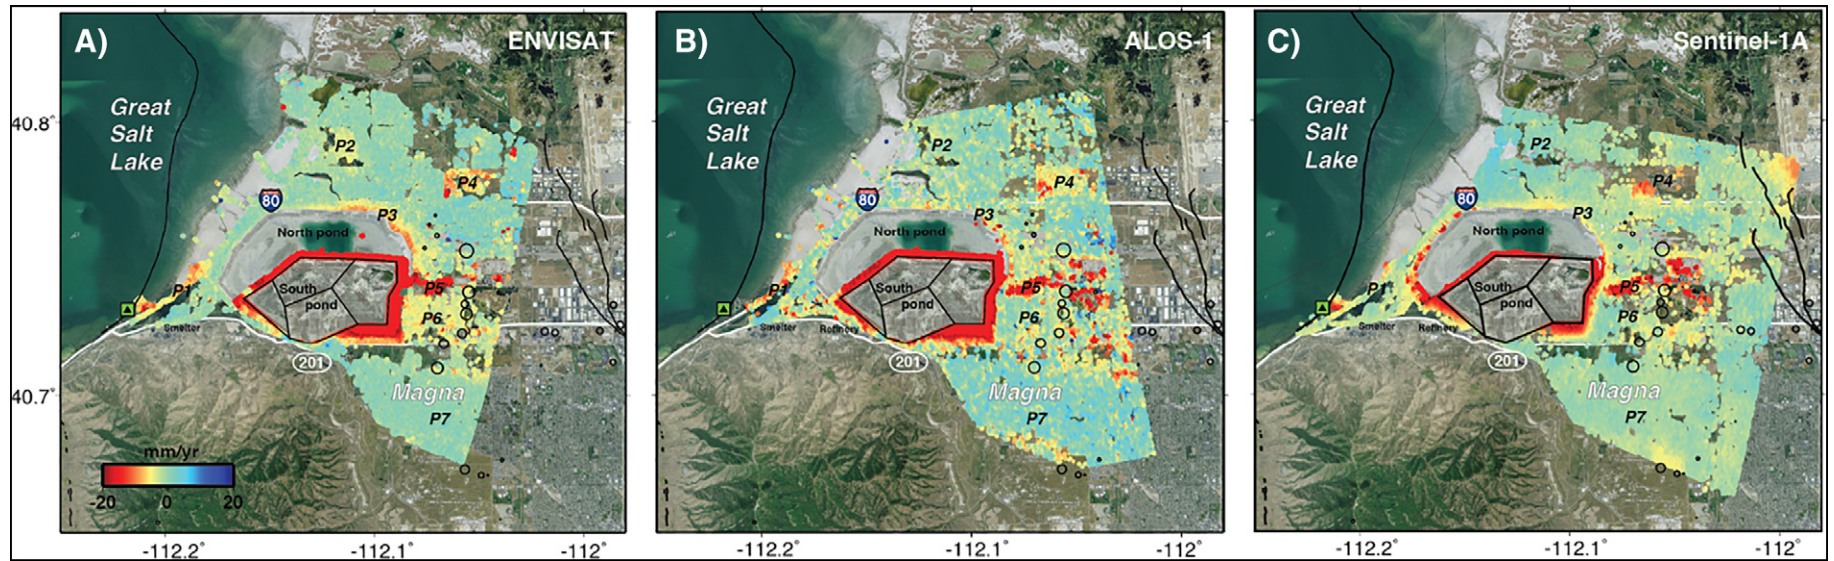 A)
ENVISAT
Great
Salt
Lake
P2
P4
80
P3
North pond
P1
South
pond
P5
P6
Smelter
201
Magna
P7
mm/yr
-20
0
20
40.8°
40.7°
-112.2°
-112.1°
-112°
B)
ALOS-1
Great
Salt
Lake
P2
P4
80
P3
North pond
P1
South
pond
P5
P6
Smelter
Refinery
201
Magna
P7
-112.2°
-112.1°
-112°
C)
Sentinel-1A
Great
Salt
Lake
P2
P4
80
P3
North pond
P1
South
pond
P5
P6
Smelter
Refinery
201
Magna
P7
-112.2°
-112.1°
-112°